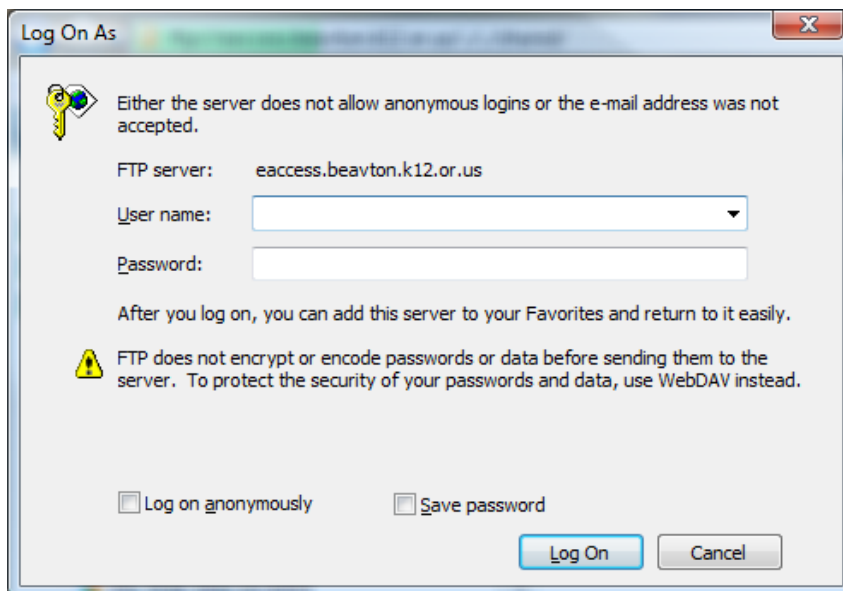 Log On As
Either the server does not allow anonymous logins or the e-mail address was not
accepted.
FTP server: eaccess.beavton.k12.or.us
User name:
Password:
After you log on, you can add this server to your Favorites and return to it easily.
FTP does not encrypt or encode passwords or data before sending them to the
server. To protect the security of your passwords and data, use WebDAV instead.
Log on anonymously Save password
Log On Cancel